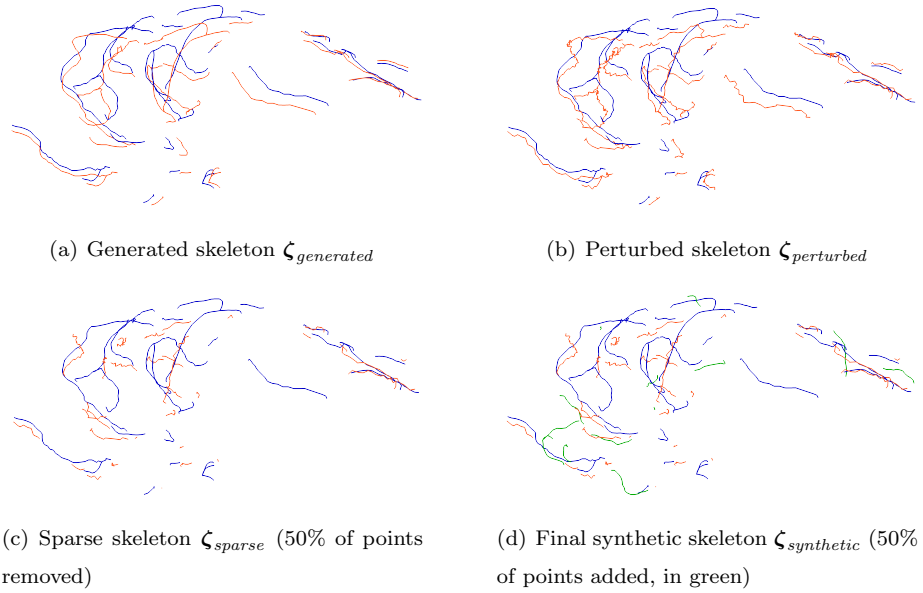 (a) Generated skeleton ζ_generated
(b) Perturbed skeleton ζ_perturbed
(c) Sparse skeleton ζ_sparse (50% of points
removed)
(d) Final synthetic skeleton ζ_synthetic (50%
of points added, in green)